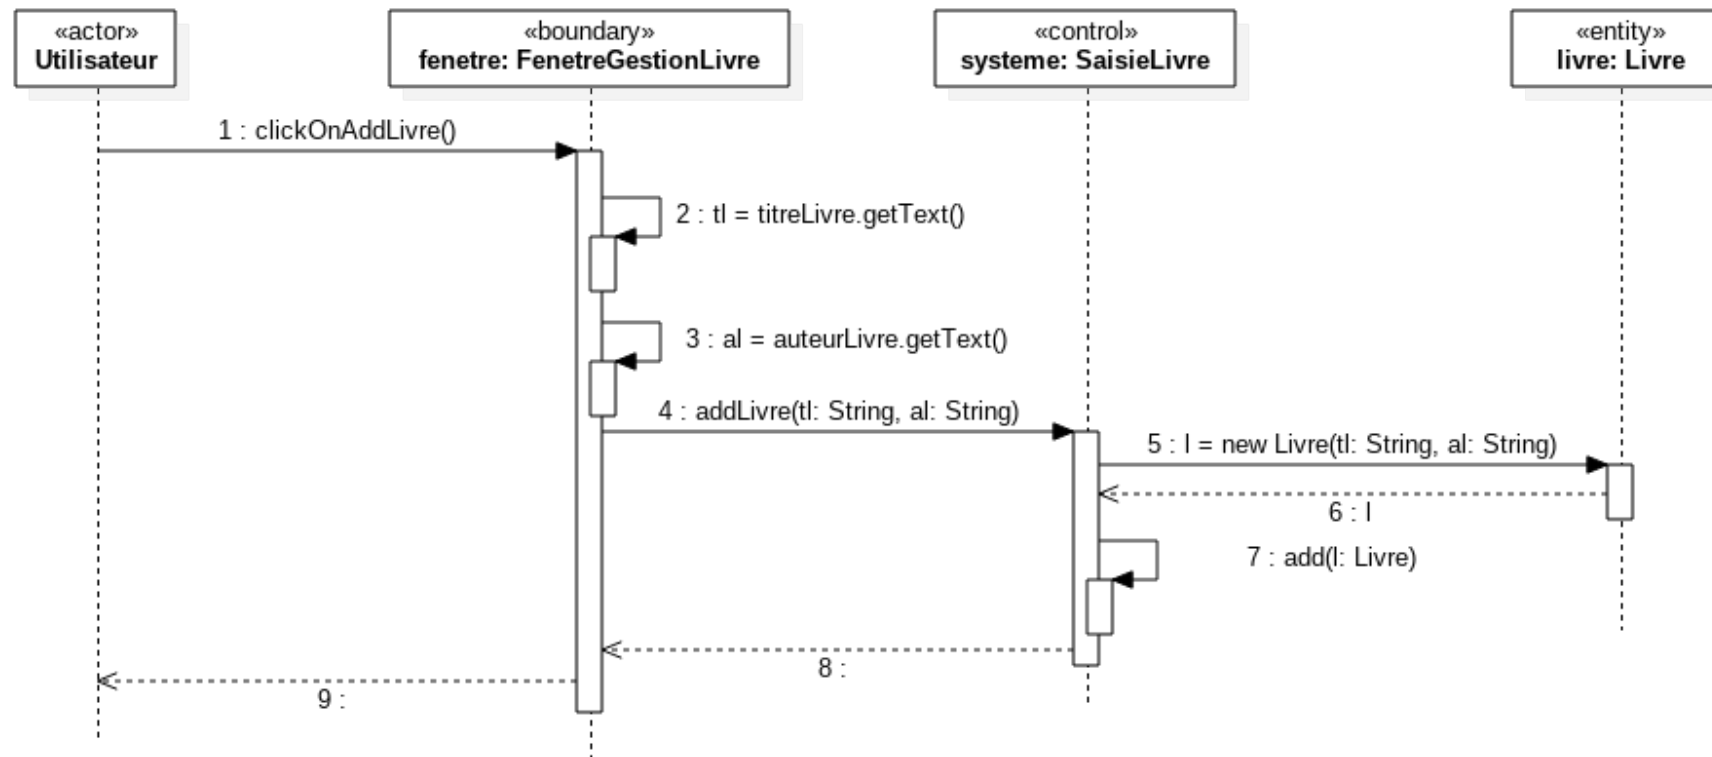 «actor»
Utilisateur
«boundary»
fenetre: FenetreGestionLivre
«control»
systeme: SaisieLivre
«entity»
livre: Livre
1 : clickOnAddLivre()
2 : tl = titreLivre.getText()
3 : al = auteurLivre.getText()
4 : addLivre(tl: String, al: String)
5 : l = new Livre(tl: String, al: String)
6 : l
7 : add(l: Livre)
8 :
9 :